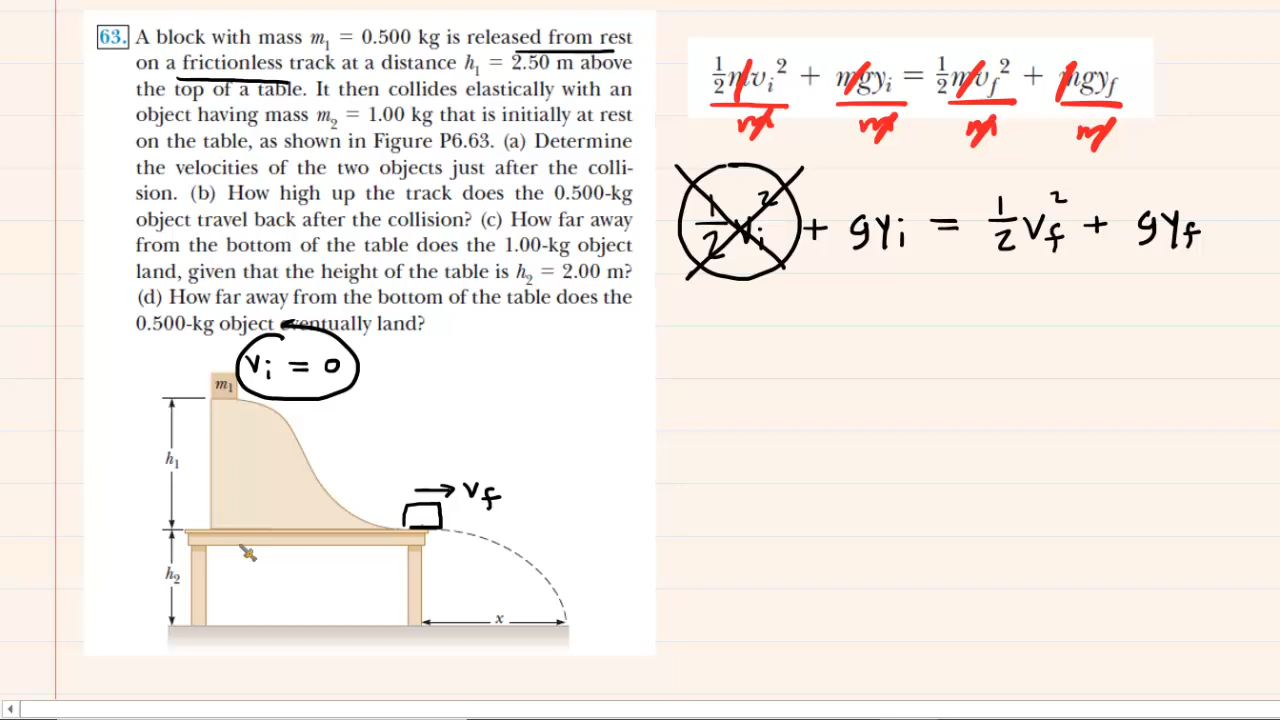 63. A block with mass m₁ = 0.500 kg is released from rest
on a frictionless track at a distance h₁ = 2.50 m above
the top of a table. It then collides elastically with an
object having mass m₂ = 1.00 kg that is initially at rest
on the table, as shown in Figure P6.63. (a) Determine
the velocities of the two objects just after the colli-
sion. (b) How high up the track does the 0.500-kg
object travel back after the collision? (c) How far away
from the bottom of the table does the 1.00-kg object
land, given that the height of the table is h₂ = 2.00 m?
(d) How far away from the bottom of the table does the
0.500-kg object eventually land?
vi = 0
m₁
h₁
vf
h₂
x
½mvi² + mgyi = ½mvf² + mgyf
m m m m
½vi² + gyi = ½vf² + gyf